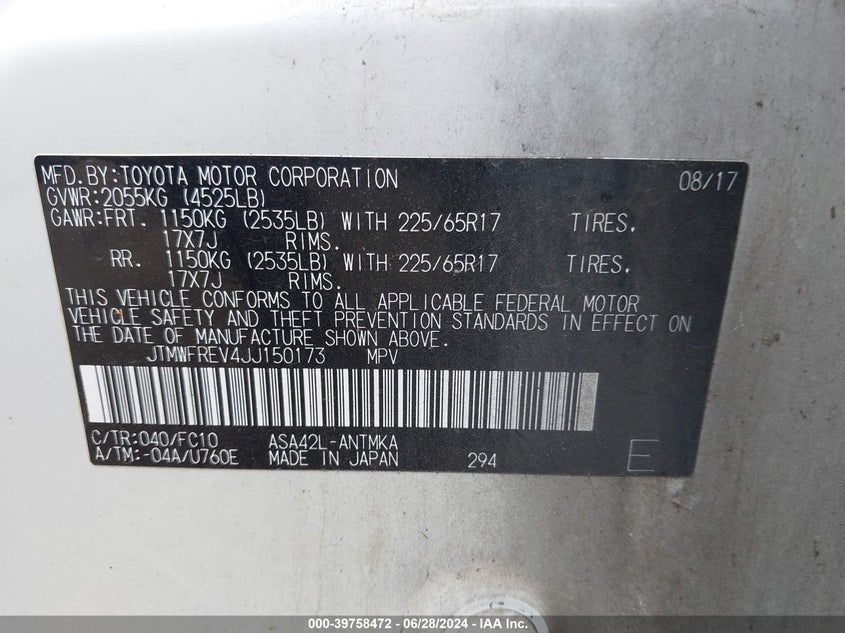 MFD.BY:TOYOTA MOTOR CORPORATION 08/17
GVWR:2055KG (4525LB)
GAWR:FRT. 1150KG (2535LB) WITH 225/65R17 TIRES.
17X7J RIMS.
RR. 1150KG (2535LB) WITH 225/65R17 TIRES.
17X7J RIMS.
THIS VEHICLE CONFORMS TO ALL APPLICABLE FEDERAL MOTOR
VEHICLE SAFETY AND THEFT PREVENTION STANDARDS IN EFFECT ON
THE DATE OF MANUFACTURE SHOWN ABOVE.
JTMWFREV4JJ150173 MPV
C/TR:040/FC10 ASA42L-ANTMKA
A/TM:-04A/U760E MADE IN JAPAN 294 E
000-39758472 - 06/28/2024 - IAA Inc.